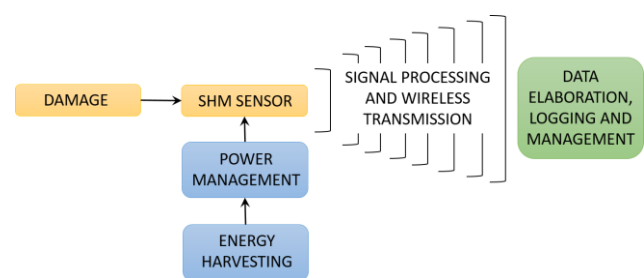 DAMAGE
SHM SENSOR
SIGNAL PROCESSING
AND WIRELESS
TRANSMISSION
DATA
ELABORATION,
LOGGING AND
MANAGEMENT
POWER
MANAGEMENT
ENERGY
HARVESTING